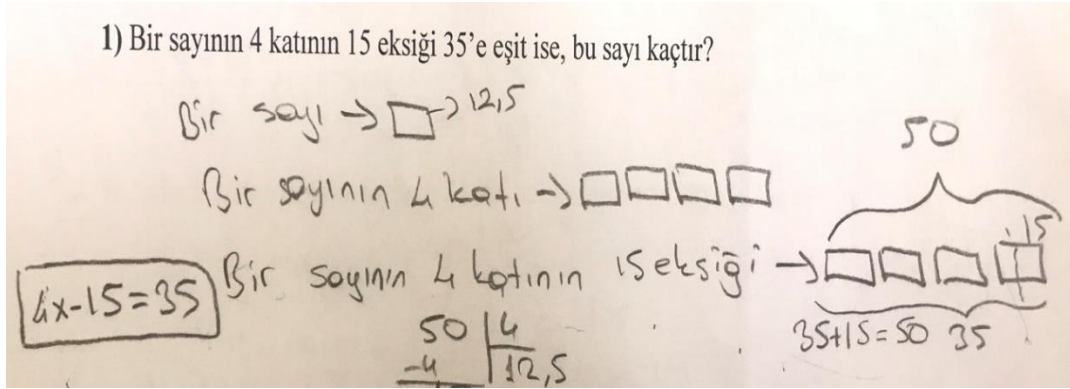 1) Bir sayının 4 katının 15 eksiği 35'e eşit ise, bu sayı kaçtır?
Bir sayı → □ → 12,5
50
Bir sayının 4 katı → □□□□
15
Bir sayının 4 katının 15 eksiği → □□□□
4x-15=35
35+15=50 35
50 | 4
-4 | 12,5